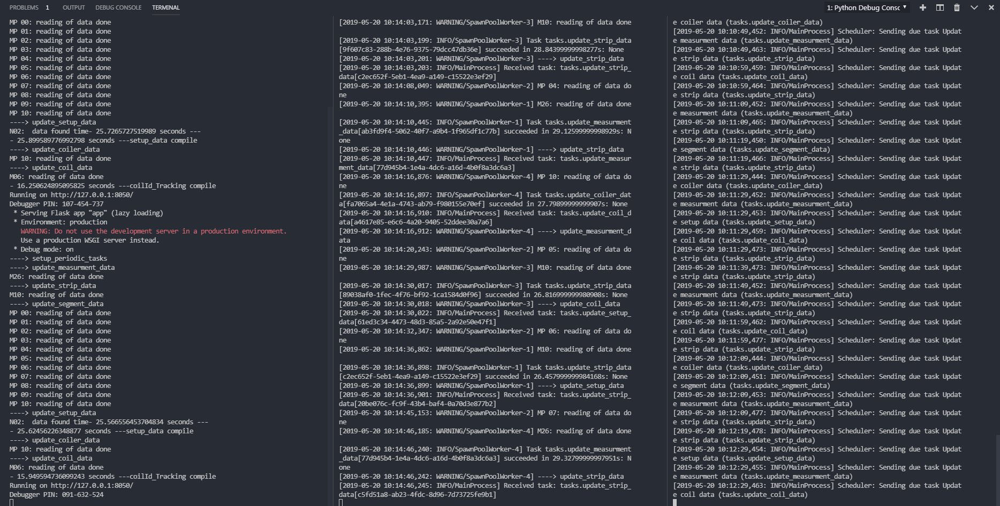 PROBLEMS 1 OUTPUT DEBUG CONSOLE TERMINAL 1: Python Debug Consc
MP 00: reading of data done
MP 01: reading of data done
MP 02: reading of data done
MP 03: reading of data done
MP 04: reading of data done
MP 05: reading of data done
MP 06: reading of data done
MP 07: reading of data done
MP 08: reading of data done
MP 09: reading of data done
MP 10: reading of data done
----> update_setup_data
N02:  data found time- 25.7265727519989 seconds ---
- 25.899589776992798 seconds ---setup_data compile
----> update_coiler_data
MP 10: reading of data done
----> update_coil_data
M06: reading of data done
- 16.250624895095825 seconds ---coilId_Tracking compile
Running on http://127.0.0.1:8050/
Debugger PIN: 107-454-737
* Serving Flask app "app" (lazy loading)
* Environment: production
WARNING: Do not use the development server in a production environment.
Use a production WSGI server instead.
* Debug mode: on
----> setup_periodic_tasks
----> update_measurment_data
M26: reading of data done
----> update_strip_data
M10: reading of data done
----> update_segment_data
MP 00: reading of data done
MP 01: reading of data done
MP 02: reading of data done
MP 03: reading of data done
MP 04: reading of data done
MP 05: reading of data done
MP 06: reading of data done
MP 07: reading of data done
MP 08: reading of data done
MP 09: reading of data done
MP 10: reading of data done
----> update_setup_data
N02:  data found time- 25.566556453704834 seconds ---
- 25.62456226348877 seconds ---setup_data compile
----> update_coiler_data
MP 10: reading of data done
----> update_coil_data
M06: reading of data done
- 15.949594736099243 seconds ---coilId_Tracking compile
Running on http://127.0.0.1:8050/
Debugger PIN: 091-632-524
[2019-05-20 10:14:03,171: WARNING/SpawnPoolWorker-3] M10: reading of data done
[2019-05-20 10:14:03,199: INFO/SpawnPoolWorker-3] Task tasks.update_strip_data
[9f607c83-288b-4e76-9375-79dcc47db36e] succeeded in 28.84399999998277s: None
[2019-05-20 10:14:03,201: WARNING/SpawnPoolWorker-3] ----> update_strip_data
[2019-05-20 10:14:03,203: INFO/MainProcess] Received task: tasks.update_strip_
data[c2ec652f-5eb1-4ea9-a149-c15522e3ef29]
[2019-05-20 10:14:08,049: WARNING/SpawnPoolWorker-2] MP 04: reading of data do
ne
[2019-05-20 10:14:10,395: WARNING/SpawnPoolWorker-1] M26: reading of data done
[2019-05-20 10:14:10,445: INFO/SpawnPoolWorker-1] Task tasks.update_measurment
_data[ab3fd9f4-5062-40f7-a9b4-1f965df1c77b] succeeded in 29.12599999998929s: N
one
[2019-05-20 10:14:10,446: WARNING/SpawnPoolWorker-1] ----> update_strip_data
[2019-05-20 10:14:10,447: INFO/MainProcess] Received task: tasks.update_measur
ment_data[77d945b4-1e4a-4dc6-a16d-4b0f8a3dc6a3]
[2019-05-20 10:14:16,876: WARNING/SpawnPoolWorker-4] MP 10: reading of data do
ne
[2019-05-20 10:14:16,897: INFO/SpawnPoolWorker-4] Task tasks.update_coiler_dat
a[fa7065a4-4e1a-4743-ab79-f980155e70ef] succeeded in 27.79899999999907s: None
[2019-05-20 10:14:16,910: INFO/MainProcess] Received task: tasks.update_coil_d
ata[a4617e85-e6c6-4a20-9405-52ddee30a7a6]
[2019-05-20 10:14:16,912: WARNING/SpawnPoolWorker-4] ----> update_measurment_d
ata
[2019-05-20 10:14:20,243: WARNING/SpawnPoolWorker-2] MP 05: reading of data do
ne
[2019-05-20 10:14:29,987: WARNING/SpawnPoolWorker-3] M10: reading of data done
[2019-05-20 10:14:30,017: INFO/SpawnPoolWorker-3] Task tasks.update_strip_data
[89038af0-1fec-4f76-bf92-1ca1584d0f96] succeeded in 26.816999999980908s: None
[2019-05-20 10:14:30,018: WARNING/SpawnPoolWorker-3] ----> update_coil_data
[2019-05-20 10:14:30,022: INFO/MainProcess] Received task: tasks.update_setup_
data[61ed3c34-4473-48d3-85a5-2a92e50e47f1]
[2019-05-20 10:14:32,347: WARNING/SpawnPoolWorker-2] MP 06: reading of data do
ne
[2019-05-20 10:14:36,862: WARNING/SpawnPoolWorker-1] M10: reading of data done
[2019-05-20 10:14:36,898: INFO/SpawnPoolWorker-1] Task tasks.update_strip_data
[c2ec652f-5eb1-4ea9-a149-c15522e3ef29] succeeded in 26.457999999984168s: None
[2019-05-20 10:14:36,899: WARNING/SpawnPoolWorker-1] ----> update_setup_data
[2019-05-20 10:14:36,901: INFO/MainProcess] Received task: tasks.update_strip_
data[20be076c-fc9f-43b4-baf4-0a70d3e877b2]
[2019-05-20 10:14:45,153: WARNING/SpawnPoolWorker-2] MP 07: reading of data do
ne
[2019-05-20 10:14:46,185: WARNING/SpawnPoolWorker-4] M26: reading of data done
[2019-05-20 10:14:46,240: INFO/SpawnPoolWorker-4] Task tasks.update_measurment
_data[77d945b4-1e4a-4dc6-a16d-4b0f8a3dc6a3] succeeded in 29.32799999997951s: N
one
[2019-05-20 10:14:46,242: WARNING/SpawnPoolWorker-4] ----> update_strip_data
[2019-05-20 10:14:46,245: INFO/MainProcess] Received task: tasks.update_strip_
data[c5fd51a8-ab23-4fdc-8d96-7d73725fe9b1]
e coiler data (tasks.update_coiler_data)
[2019-05-20 10:10:49,452: INFO/MainProcess] Scheduler: Sending due task Updat
e measurment data (tasks.update_measurment_data)
[2019-05-20 10:10:49,463: INFO/MainProcess] Scheduler: Sending due task Updat
e strip data (tasks.update_strip_data)
[2019-05-20 10:10:59,459: INFO/MainProcess] Scheduler: Sending due task Updat
e coil data (tasks.update_coil_data)
[2019-05-20 10:10:59,464: INFO/MainProcess] Scheduler: Sending due task Updat
e strip data (tasks.update_strip_data)
[2019-05-20 10:11:09,452: INFO/MainProcess] Scheduler: Sending due task Updat
e measurment data (tasks.update_measurment_data)
[2019-05-20 10:11:09,465: INFO/MainProcess] Scheduler: Sending due task Updat
e strip data (tasks.update_strip_data)
[2019-05-20 10:11:19,450: INFO/MainProcess] Scheduler: Sending due task Updat
e segment data (tasks.update_segment_data)
[2019-05-20 10:11:19,466: INFO/MainProcess] Scheduler: Sending due task Updat
e strip data (tasks.update_strip_data)
[2019-05-20 10:11:29,444: INFO/MainProcess] Scheduler: Sending due task Updat
e coiler data (tasks.update_coiler_data)
[2019-05-20 10:11:29,452: INFO/MainProcess] Scheduler: Sending due task Updat
e measurment data (tasks.update_measurment_data)
[2019-05-20 10:11:29,453: INFO/MainProcess] Scheduler: Sending due task Updat
e setup data (tasks.update_setup_data)
[2019-05-20 10:11:29,459: INFO/MainProcess] Scheduler: Sending due task Updat
e coil data (tasks.update_coil_data)
[2019-05-20 10:11:29,473: INFO/MainProcess] Scheduler: Sending due task Updat
e strip data (tasks.update_strip_data)
[2019-05-20 10:11:39,473: INFO/MainProcess] Scheduler: Sending due task Updat
e strip data (tasks.update_strip_data)
[2019-05-20 10:11:49,452: INFO/MainProcess] Scheduler: Sending due task Updat
e measurment data (tasks.update_measurment_data)
[2019-05-20 10:11:49,473: INFO/MainProcess] Scheduler: Sending due task Updat
e strip data (tasks.update_strip_data)
[2019-05-20 10:11:59,462: INFO/MainProcess] Scheduler: Sending due task Updat
e coil data (tasks.update_coil_data)
[2019-05-20 10:11:59,477: INFO/MainProcess] Scheduler: Sending due task Updat
e strip data (tasks.update_strip_data)
[2019-05-20 10:12:09,444: INFO/MainProcess] Scheduler: Sending due task Updat
e coiler data (tasks.update_coiler_data)
[2019-05-20 10:12:09,451: INFO/MainProcess] Scheduler: Sending due task Updat
e segment data (tasks.update_segment_data)
[2019-05-20 10:12:09,453: INFO/MainProcess] Scheduler: Sending due task Updat
e measurment data (tasks.update_measurment_data)
[2019-05-20 10:12:09,477: INFO/MainProcess] Scheduler: Sending due task Updat
e strip data (tasks.update_strip_data)
[2019-05-20 10:12:19,478: INFO/MainProcess] Scheduler: Sending due task Updat
e strip data (tasks.update_strip_data)
[2019-05-20 10:12:29,454: INFO/MainProcess] Scheduler: Sending due task Updat
e setup data (tasks.update_setup_data)
[2019-05-20 10:12:29,455: INFO/MainProcess] Scheduler: Sending due task Updat
e measurment data (tasks.update_measurment_data)
[2019-05-20 10:12:29,463: INFO/MainProcess] Scheduler: Sending due task Updat
e coil data (tasks.update_coil_data)